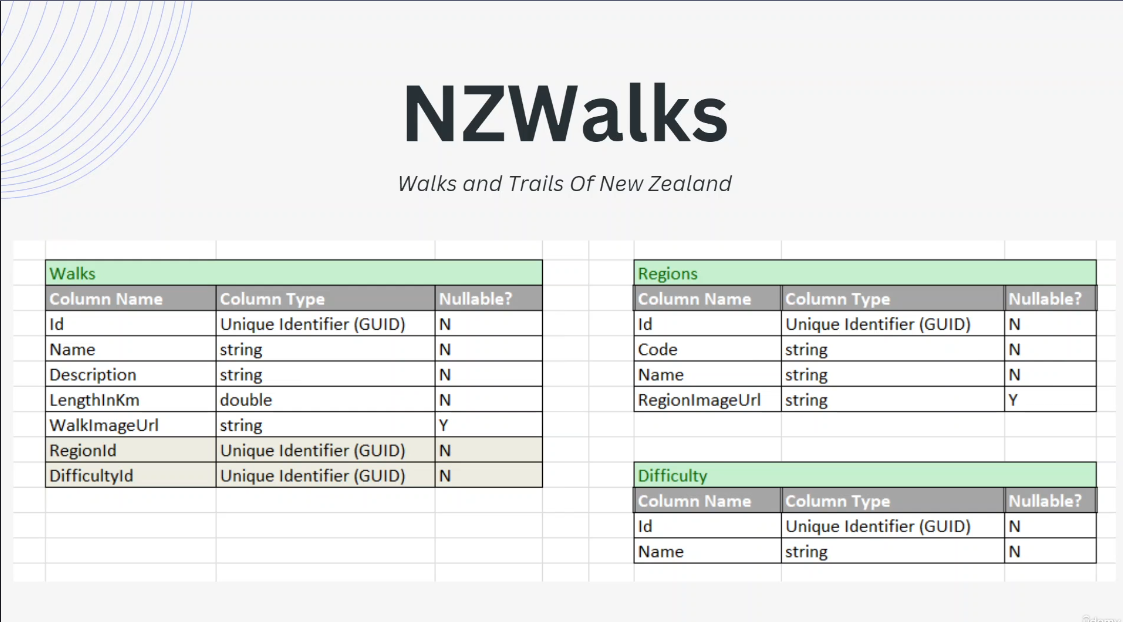 NZWalks
Walks and Trails Of New Zealand
Walks
Column Name Column Type Nullable?
Id Unique Identifier (GUID) N
Name string N
Description string N
LengthInKm double N
WalkImageUrl string Y
RegionId Unique Identifier (GUID) N
DifficultyId Unique Identifier (GUID) N
Regions
Column Name Column Type Nullable?
Id Unique Identifier (GUID) N
Code string N
Name string N
RegionImageUrl string Y
Difficulty
Column Name Column Type Nullable?
Id Unique Identifier (GUID) N
Name string N